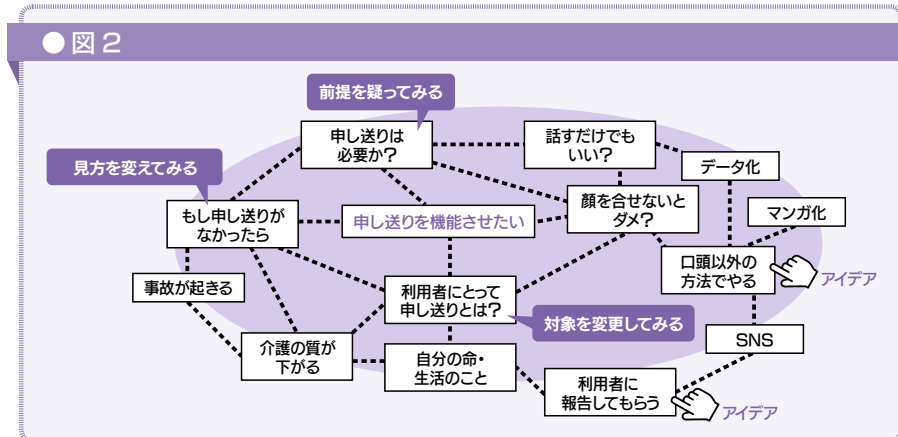 ●図2
前提を疑ってみる
申し送りは
必要か?
話すだけでも
いい?
データ化
見方を変えてみる
もし申し送りが
なかったら
申し送りを機能させたい
顔を合せないと
ダメ?
マンガ化
事故が起きる
利用者にとって
申し送りとは?
口頭以外の
方法でやる
アイデア
対象を変更してみる
介護の質が
下がる
自分の命・
生活のこと
SNS
利用者に
報告してもらう
アイデア